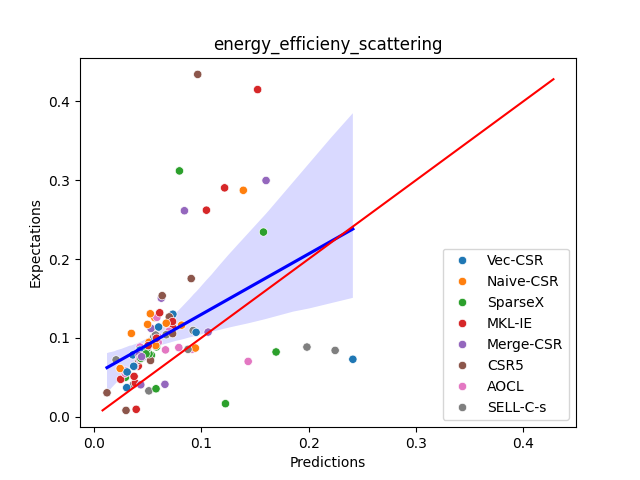 energy_efficieny_scattering
Expectations
0.4
0.3
0.2
0.1
0.0
0.0 0.1 0.2 0.3 0.4
Predictions
Vec-CSR
Naive-CSR
SparseX
MKL-IE
Merge-CSR
CSR5
AOCL
SELL-C-s